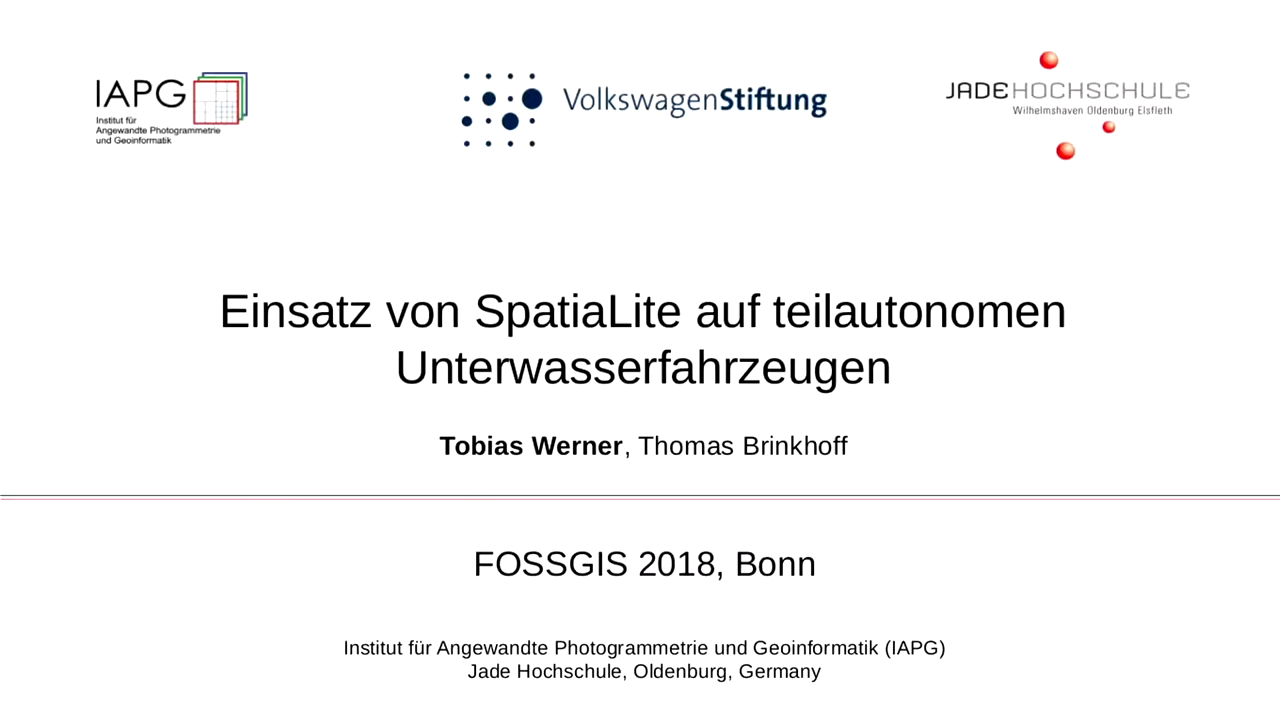 IAPG
Institut für
Angewandte Photogrammetrie
und Geoinformatik
VolkswagenStiftung
JADEHOCHSCHULE
Wilhelmshaven Oldenburg Elsfleth
Einsatz von SpatiaLite auf teilautonomen
Unterwasserfahrzeugen
Tobias Werner, Thomas Brinkhoff
FOSSGIS 2018, Bonn
Institut für Angewandte Photogrammetrie und Geoinformatik (IAPG)
Jade Hochschule, Oldenburg, Germany